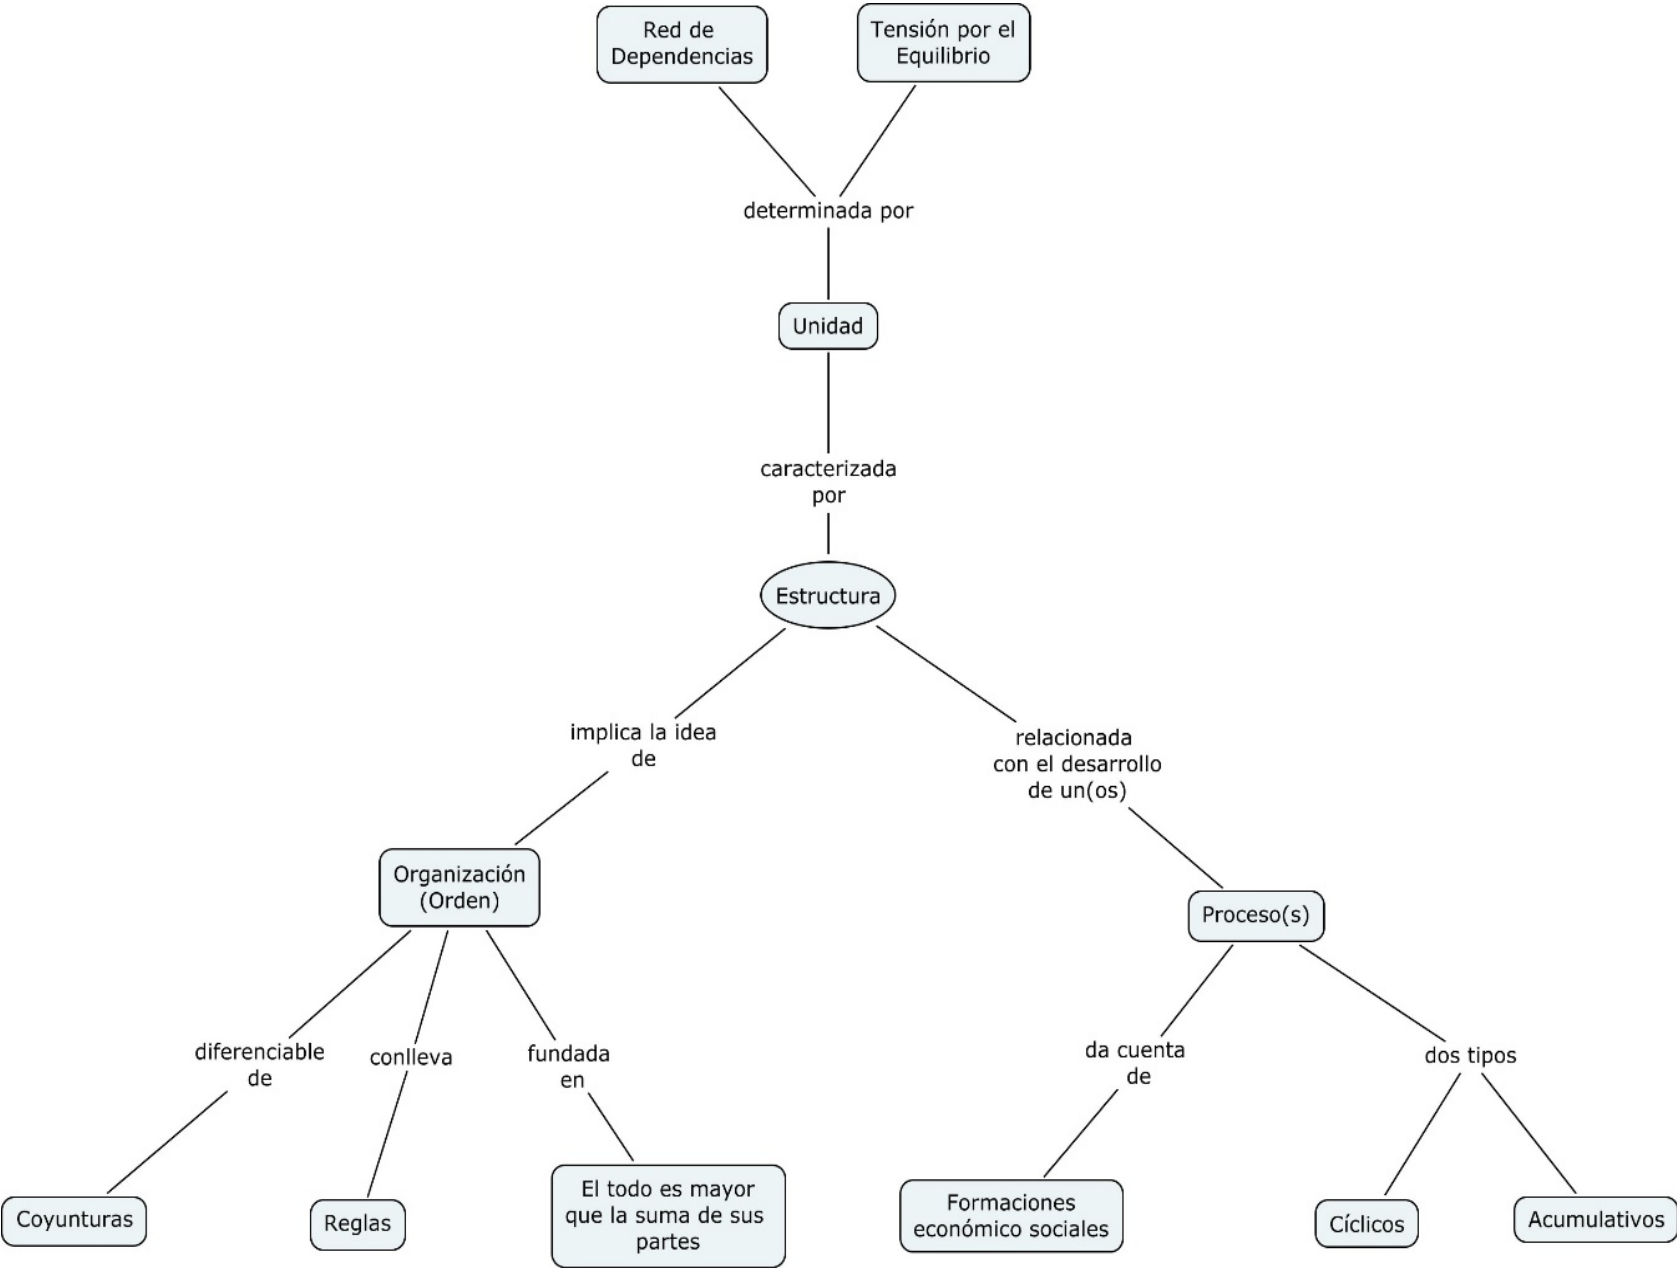 Red de
Dependencias
Tensión por el
Equilibrio
determinada por
Unidad
caracterizada
por
Estructura
implica la idea
de
relacionada
con el desarrollo
de un(os)
Organización
(Orden)
Proceso(s)
diferenciable
de
conlleva
fundada
en
da cuenta
de
dos tipos
Coyunturas
Reglas
El todo es mayor
que la suma de sus
partes
Formaciones
económico sociales
Cíclicos
Acumulativos